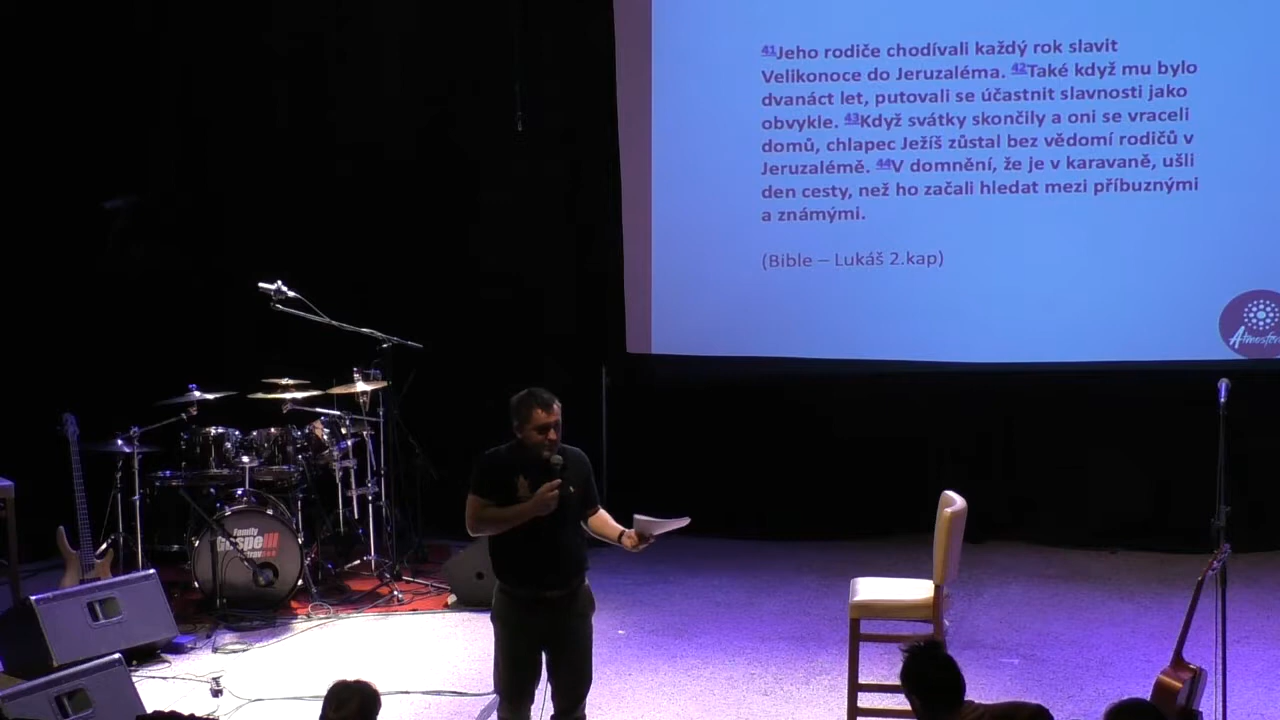 41Jeho rodiče chodívali každý rok slavit
Velikonoce do Jeruzaléma. 42Také když mu bylo
dvanáct let, putovali se účastnit slavnosti jako
obvykle. 43Když svátky skončily a oni se vraceli
domů, chlapec Ježíš zůstal bez vědomí rodičů v
Jeruzalémě. 44V domnění, že je v karavaně, ušli
den cesty, než ho začali hledat mezi příbuznými
a známými.
(Bible – Lukáš 2.kap)
Family